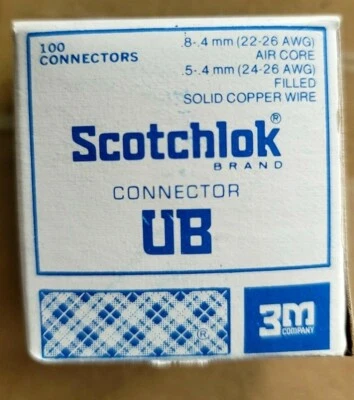 100
CONNECTORS
.8-.4 mm (22-26 AWG)
AIR CORE
.5-.4 mm (24-26 AWG)
FILLED
SOLID COPPER WIRE
Scotchlok®
BRAND
CONNECTOR
UB
®
3M
COMPANY